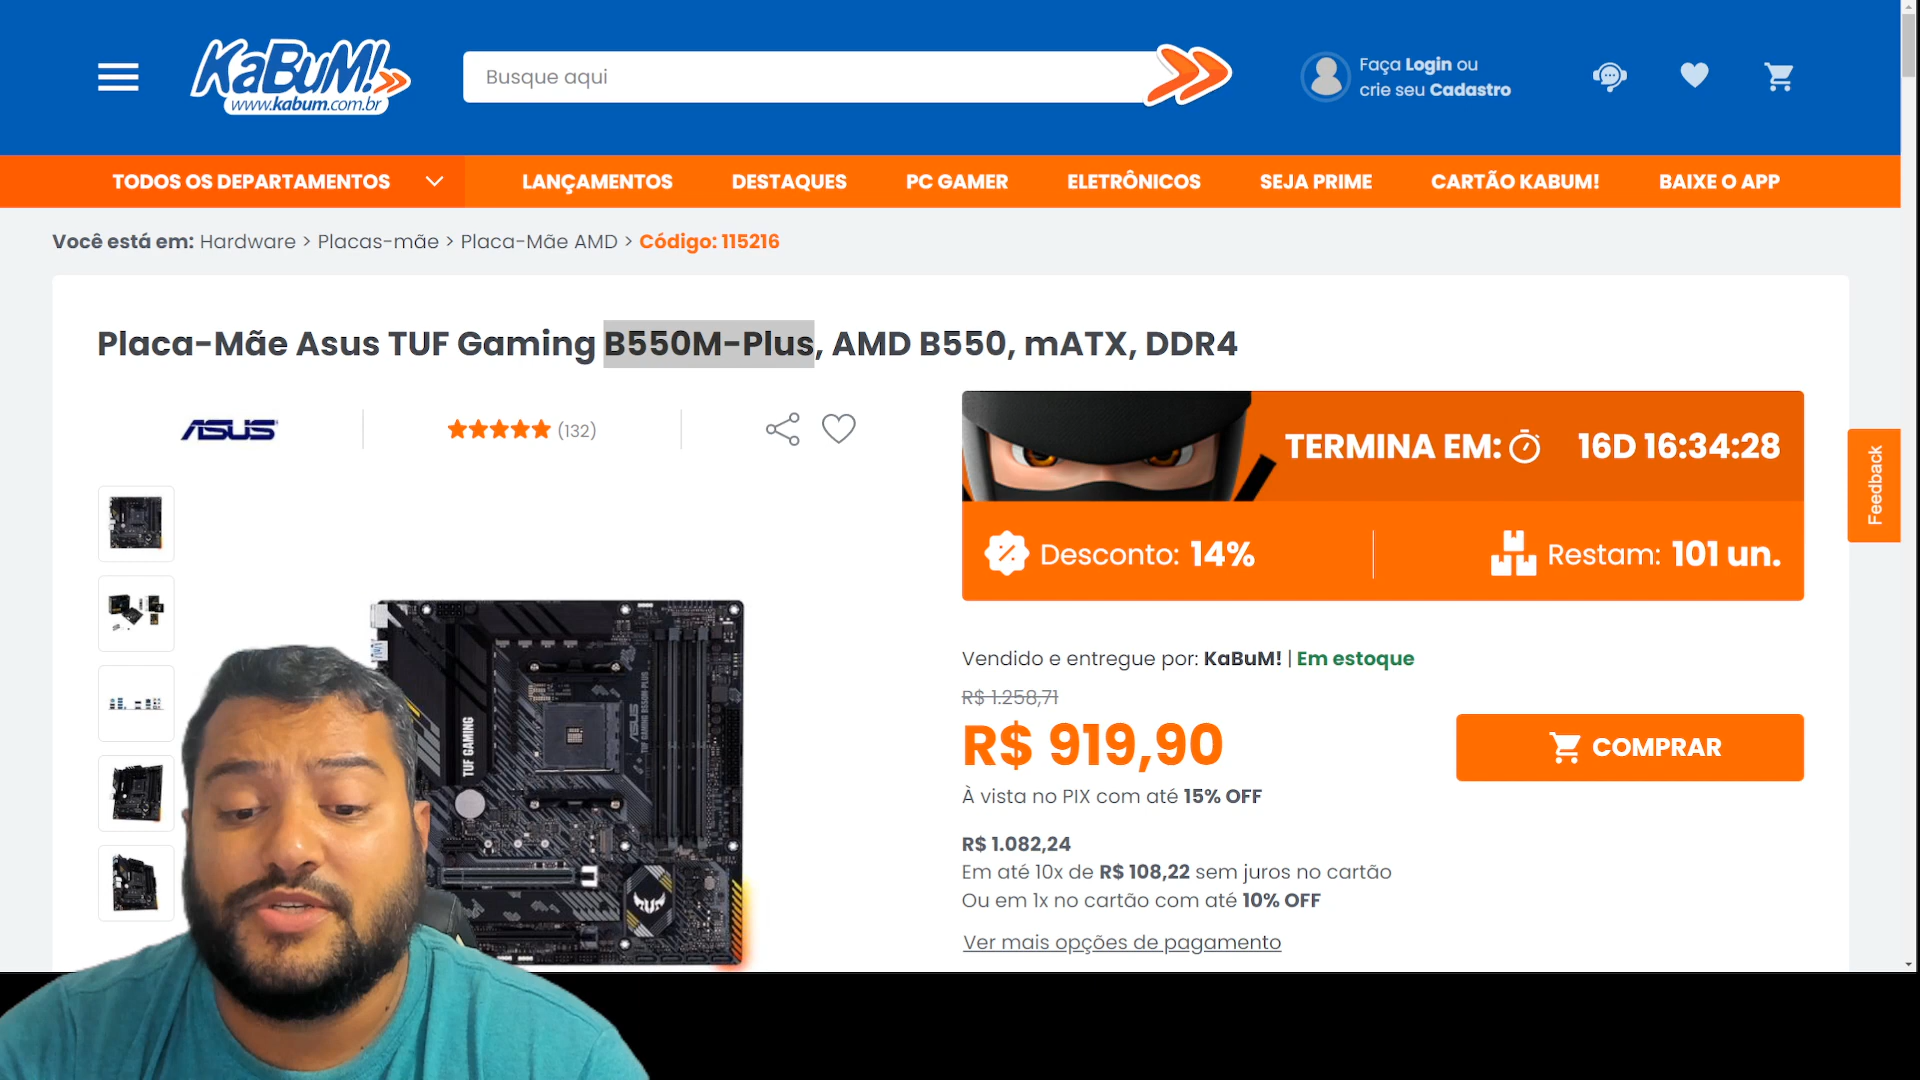 KaBuM!
www.kabum.com.br
Busque aqui
Faça Login ou
crie seu Cadastro
TODOS OS DEPARTAMENTOS
LANÇAMENTOS
DESTAQUES
PC GAMER
ELETRÔNICOS
SEJA PRIME
CARTÃO KABUM!
BAIXE O APP
Você está em: Hardware > Placas-mãe > Placa-Mãe AMD > Código: 115216
Placa-Mãe Asus TUF Gaming B550M-Plus, AMD B550, mATX, DDR4
ASUS
(132)
TERMINA EM: 16D 16:34:28
Desconto: 14%
Restam: 101 un.
Feedback
TUF GAMING
ASUS
TUF GAMING B550M-PLUS
Vendido e entregue por: KaBuM! | Em estoque
R$ 1.258,71
R$ 919,90
COMPRAR
À vista no PIX com até 15% OFF
R$ 1.082,24
Em até 10x de R$ 108,22 sem juros no cartão
Ou em 1x no cartão com até 10% OFF
Ver mais opções de pagamento